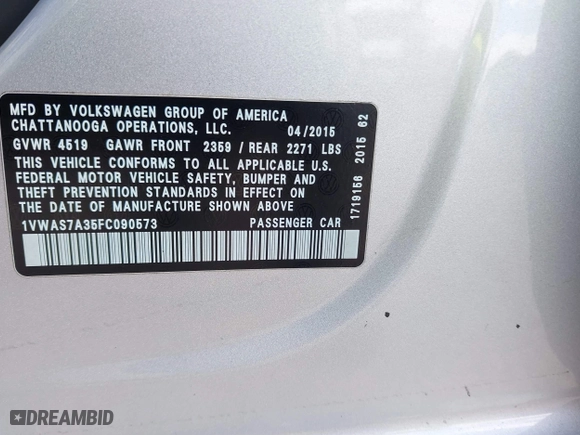 MFD BY VOLKSWAGEN GROUP OF AMERICA
CHATTANOOGA OPERATIONS, LLC. 04/2015
GVWR 4519 GAWR FRONT 2359 / REAR 2271 LBS
THIS VEHICLE CONFORMS TO ALL APPLICABLE U.S.
FEDERAL MOTOR VEHICLE SAFETY, BUMPER AND
THEFT PREVENTION STANDARDS IN EFFECT ON
THE DATE OF MANUFACTURE SHOWN ABOVE
1VWAS7A35FC090573 PASSENGER CAR
1719156 2015 62
DREAMBID